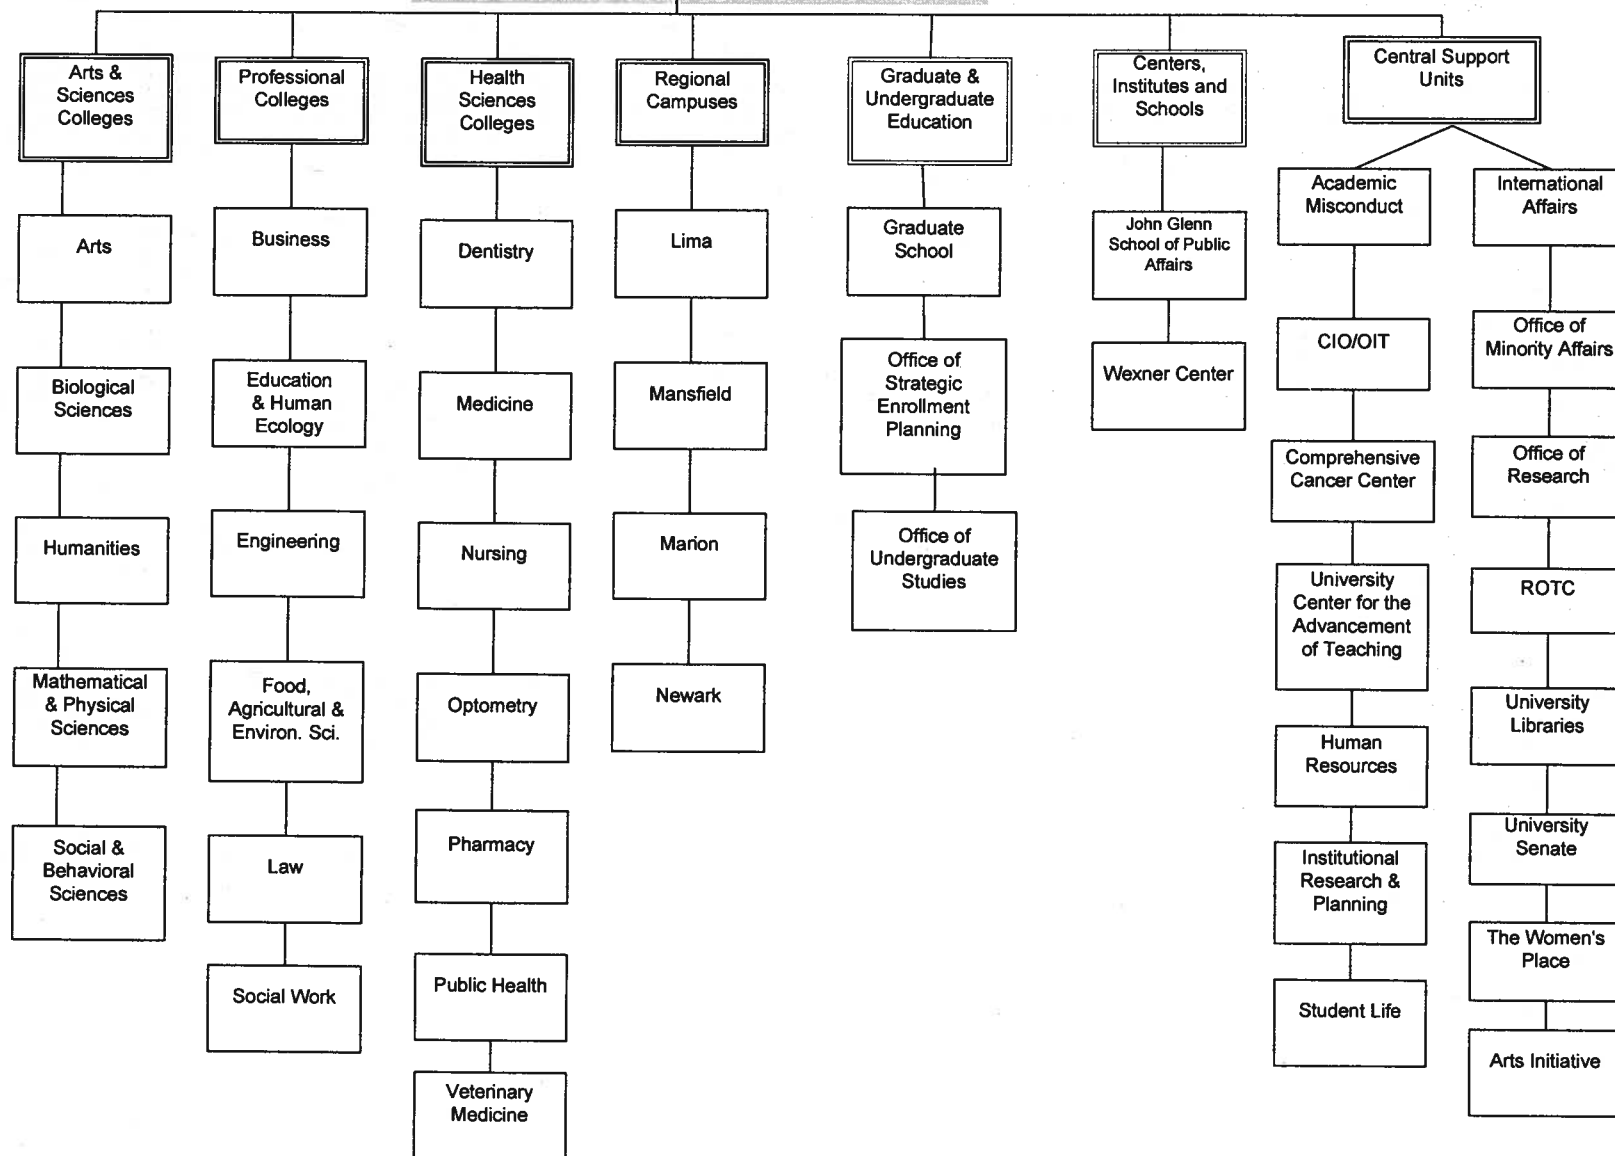 Arts &
Sciences
Colleges
Professional
Colleges
Health
Sciences
Colleges
Regional
Campuses
Graduate &
Undergraduate
Education
Centers,
Institutes and
Schools
Central Support
Units
Arts
Biological
Sciences
Humanities
Mathematical
& Physical
Sciences
Social &
Behavioral
Sciences
Business
Education
& Human
Ecology
Engineering
Food,
Agricultural &
Environ. Sci.
Law
Social Work
Dentistry
Medicine
Nursing
Optometry
Pharmacy
Public Health
Veterinary
Medicine
Lima
Mansfield
Marion
Newark
Graduate
School
Office of
Strategic
Enrollment
Planning
Office of
Undergraduate
Studies
John Glenn
School of Public
Affairs
Wexner Center
Academic
Misconduct
CIO/OIT
Comprehensive
Cancer Center
University
Center for the
Advancement
of Teaching
Human
Resources
Institutional
Research &
Planning
Student Life
International
Affairs
Office of
Minority Affairs
Office of
Research
ROTC
University
Libraries
University
Senate
The Women's
Place
Arts Initiative